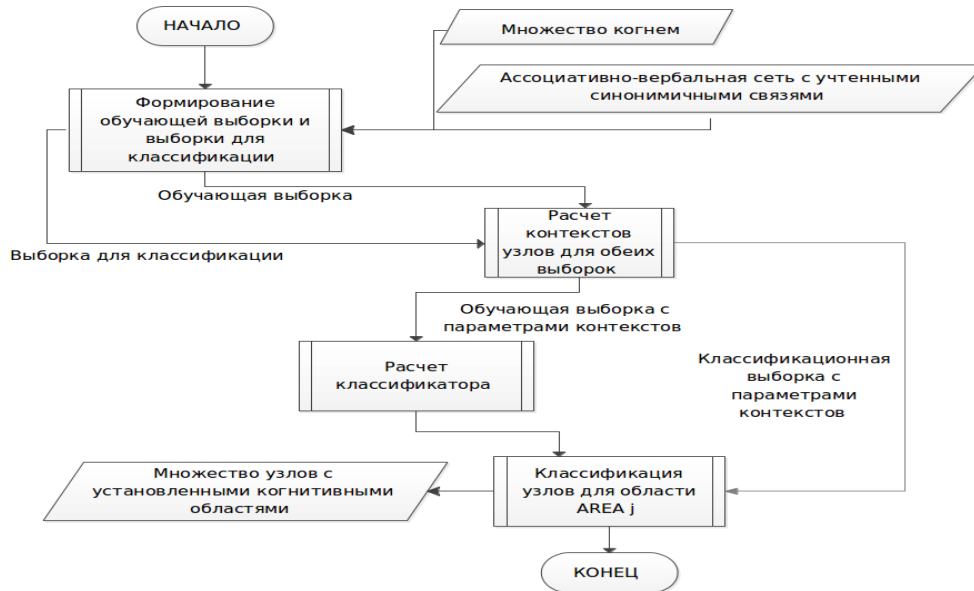 НАЧАЛО
Множество когнем
Ассоциативно-вербальная сеть с учтенными
синонимичными связями
Формирование
обучающей выборки и
выборки для
классификации
Обучающая выборка
Выборка для классификации
Расчет
контекстов
узлов для обеих
выборок
Обучающая выборка с
параметрами контекстов
Расчет
классификатора
Классификационная
выборка с
параметрами
контекстов
Множество узлов с
установленными когнитивными
областями
Классификация
узлов для области
AREA j
КОНЕЦ